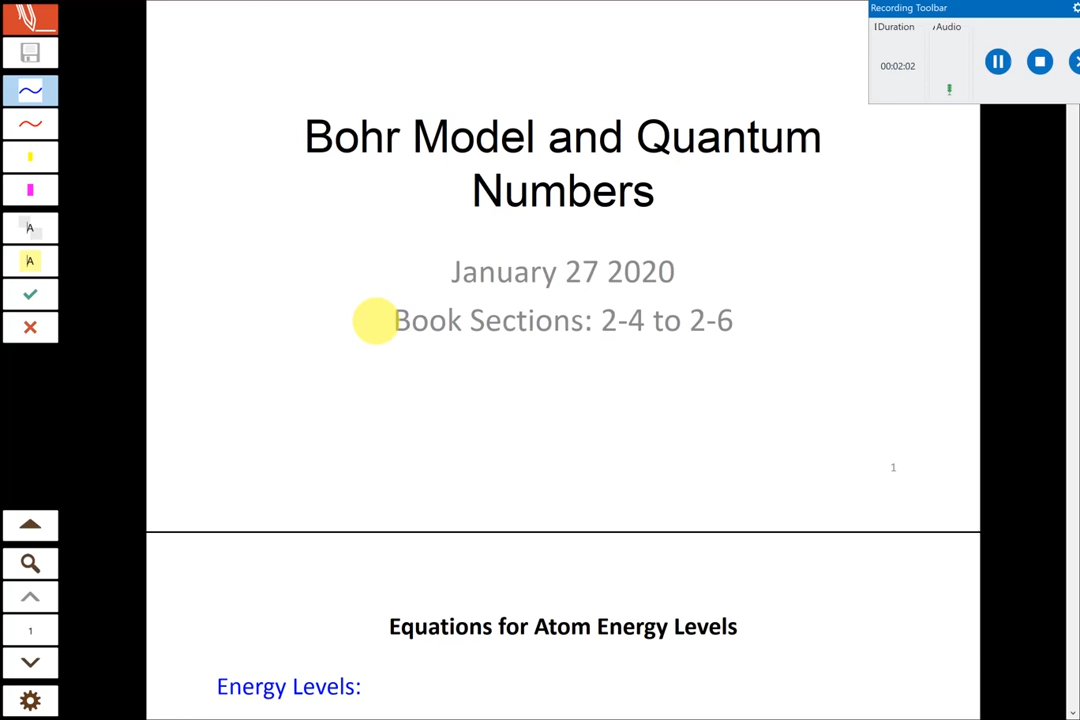 Recording Toolbar
Duration
Audio
00:02:02
Bohr Model and Quantum
Numbers
January 27 2020
Book Sections: 2-4 to 2-6
1
A
A
1
Equations for Atom Energy Levels
Energy Levels: